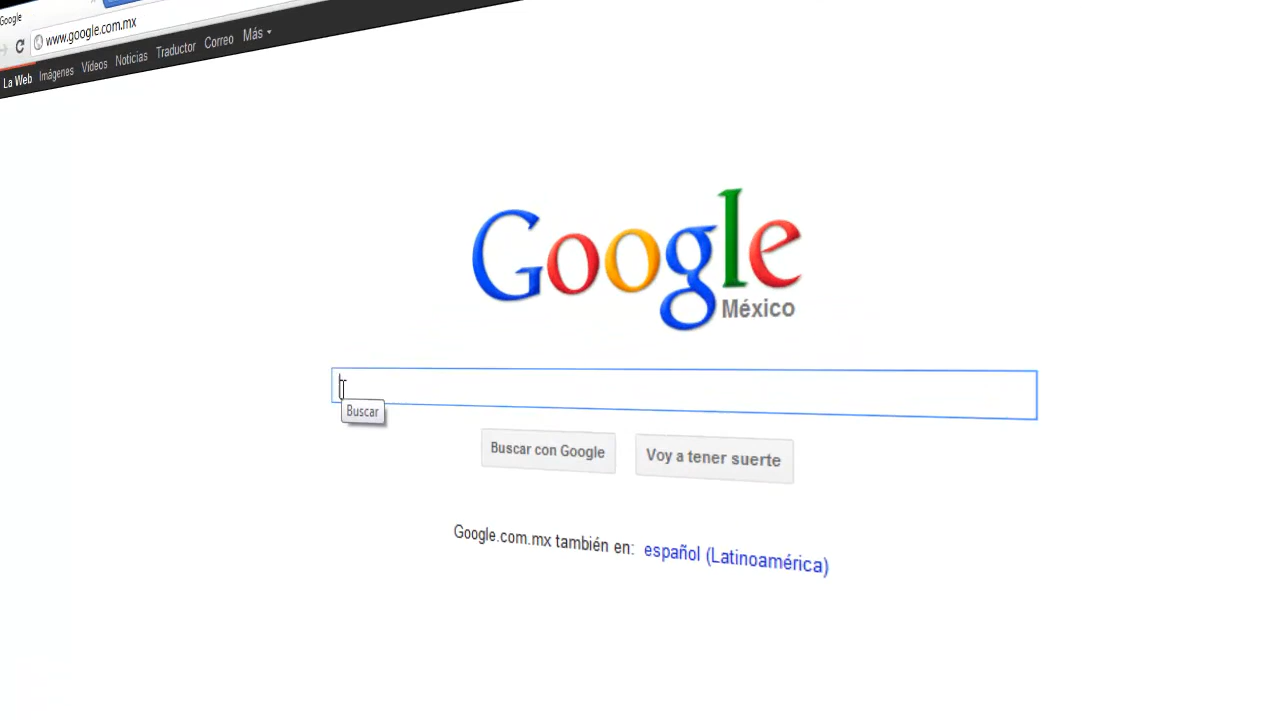 Google
www.google.com.mx
La Web Imágenes Vídeos Noticias Traductor Correo Más
Google
México
Buscar
Buscar con Google Voy a tener suerte
Google.com.mx también en: español (Latinoamérica)